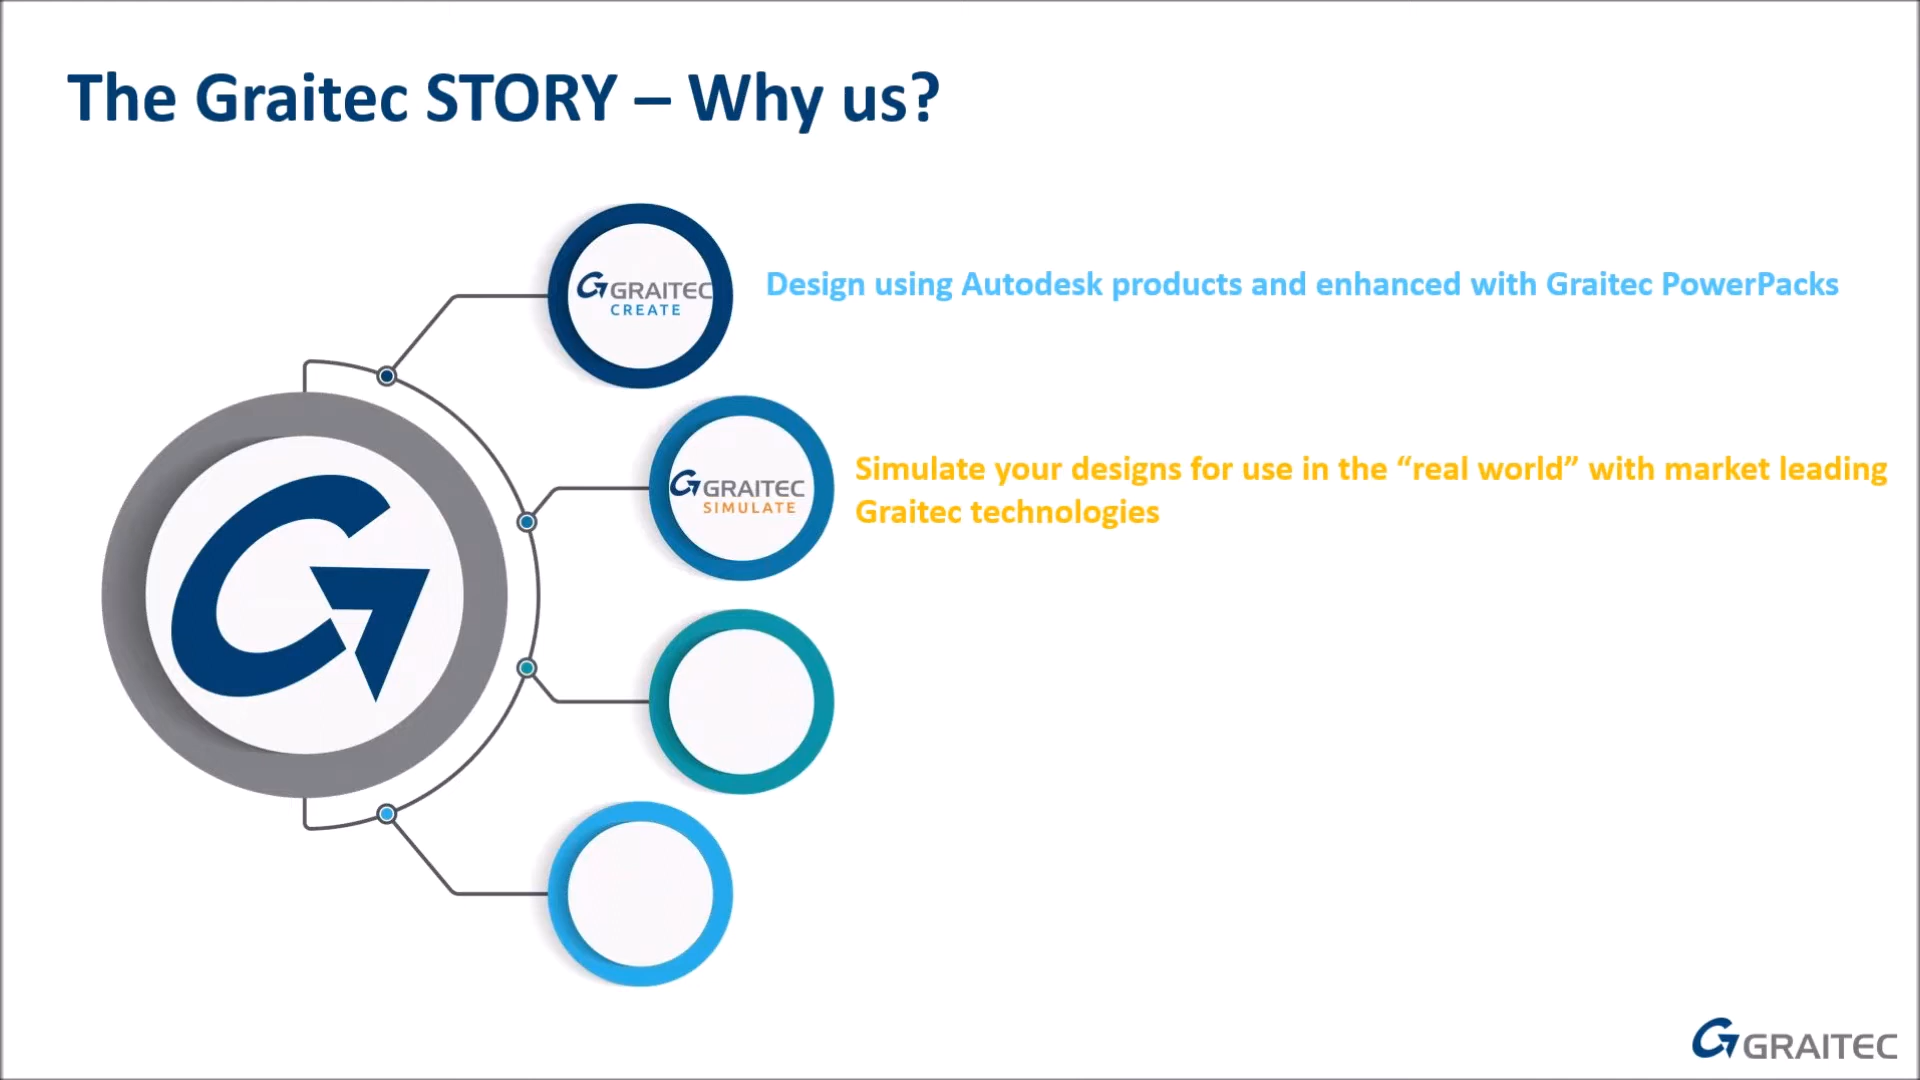 The Graitec STORY – Why us?
GRAITEC
CREATE
Design using Autodesk products and enhanced with Graitec PowerPacks
GRAITEC
SIMULATE
Simulate your designs for use in the “real world” with market leading
Graitec technologies
GRAITEC